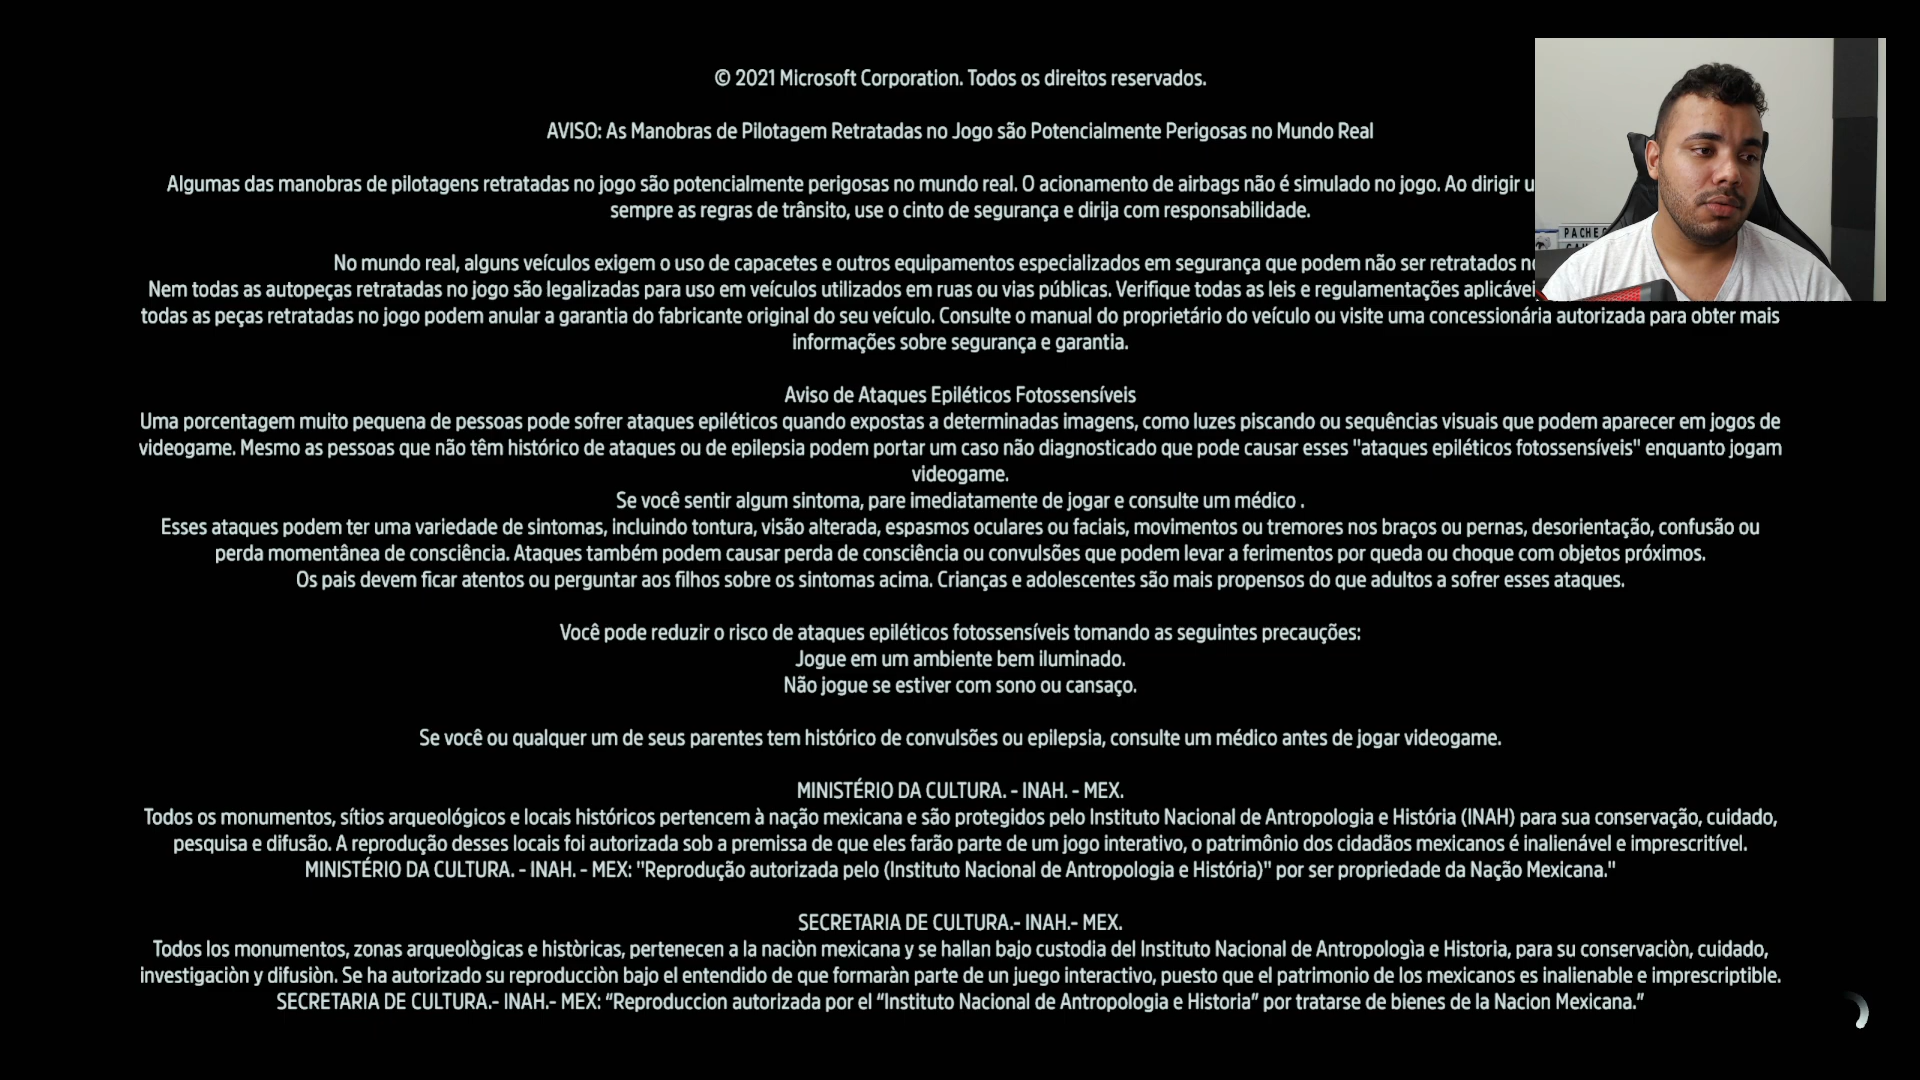 © 2021 Microsoft Corporation. Todos os direitos reservados.
AVISO: As Manobras de Pilotagem Retratadas no Jogo são Potencialmente Perigosas no Mundo Real
Algumas das manobras de pilotagens retratadas no jogo são potencialmente perigosas no mundo real. O acionamento de airbags não é simulado no jogo. Ao dirigir
sempre as regras de trânsito, use o cinto de segurança e dirija com responsabilidade.
No mundo real, alguns veículos exigem o uso de capacetes e outros equipamentos especializados em segurança que podem não ser retratados
Nem todas as autopeças retratadas no jogo são legalizadas para uso em veículos utilizados em ruas ou vias públicas. Verifique todas as leis e regulamentações
todas as peças retratadas no jogo podem anular a garantia do fabricante original do seu veículo. Consulte o manual do proprietário do veículo ou visite uma concessionária autorizada para obter mais
informações sobre segurança e garantia.
Aviso de Ataques Epiléticos Fotossensíveis
Uma porcentagem muito pequena de pessoas pode sofrer ataques epiléticos quando expostas a determinadas imagens, como luzes piscando ou sequências visuais que podem aparecer em jogos de
videogame. Mesmo as pessoas que não têm histórico de ataques ou de epilepsia podem portar um caso não diagnosticado que pode causar esses "ataques epiléticos fotossensíveis" enquanto jogam
videogame.
Se você sentir algum sintoma, pare imediatamente de jogar e consulte um médico .
Esses ataques podem ter uma variedade de sintomas, incluindo tontura, visão alterada, espasmos oculares ou faciais, movimentos ou tremores nos braços ou pernas, desorientação, confusão ou
perda momentânea de consciência. Ataques também podem causar perda de consciência ou convulsões que podem levar a ferimentos por queda ou choque com objetos próximos.
Os pais devem ficar atentos ou perguntar aos filhos sobre os sintomas acima. Crianças e adolescentes são mais propensos do que adultos a sofrer esses ataques.
Você pode reduzir o risco de ataques epiléticos fotossensíveis tomando as seguintes precauções:
Jogue em um ambiente bem iluminado.
Não jogue se estiver com sono ou cansaço.
Se você ou qualquer um de seus parentes tem histórico de convulsões ou epilepsia, consulte um médico antes de jogar videogame.
MINISTÉRIO DA CULTURA. - INAH. - MEX.
Todos os monumentos, sítios arqueológicos e locais históricos pertencem à nação mexicana e são protegidos pelo Instituto Nacional de Antropologia e História (INAH) para sua conservação, cuidado,
pesquisa e difusão. A reprodução desses locais foi autorizada sob a premissa de que eles farão parte de um jogo interativo, o patrimônio dos cidadãos mexicanos é inalienável e imprescritível.
MINISTÉRIO DA CULTURA. - INAH. - MEX: "Reprodução autorizada pelo (Instituto Nacional de Antropologia e História)" por ser propriedade da Nação Mexicana."
SECRETARIA DE CULTURA.- INAH.- MEX.
Todos los monumentos, zonas arqueològicas e històricas, pertenecen a la naciòn mexicana y se hallan bajo custodia del Instituto Nacional de Antropologìa e Historia, para su conservaciòn, cuidado,
investigaciòn y difusiòn. Se ha autorizado su reproducciòn bajo el entendido de que formaràn parte de un juego interactivo, puesto que el patrimonio de los mexicanos es inalienable e imprescriptible.
SECRETARIA DE CULTURA.- INAH.- MEX: “Reproduccion autorizada por el “Instituto Nacional de Antropologia e Historia” por tratarse de bienes de la Nacion Mexicana.”